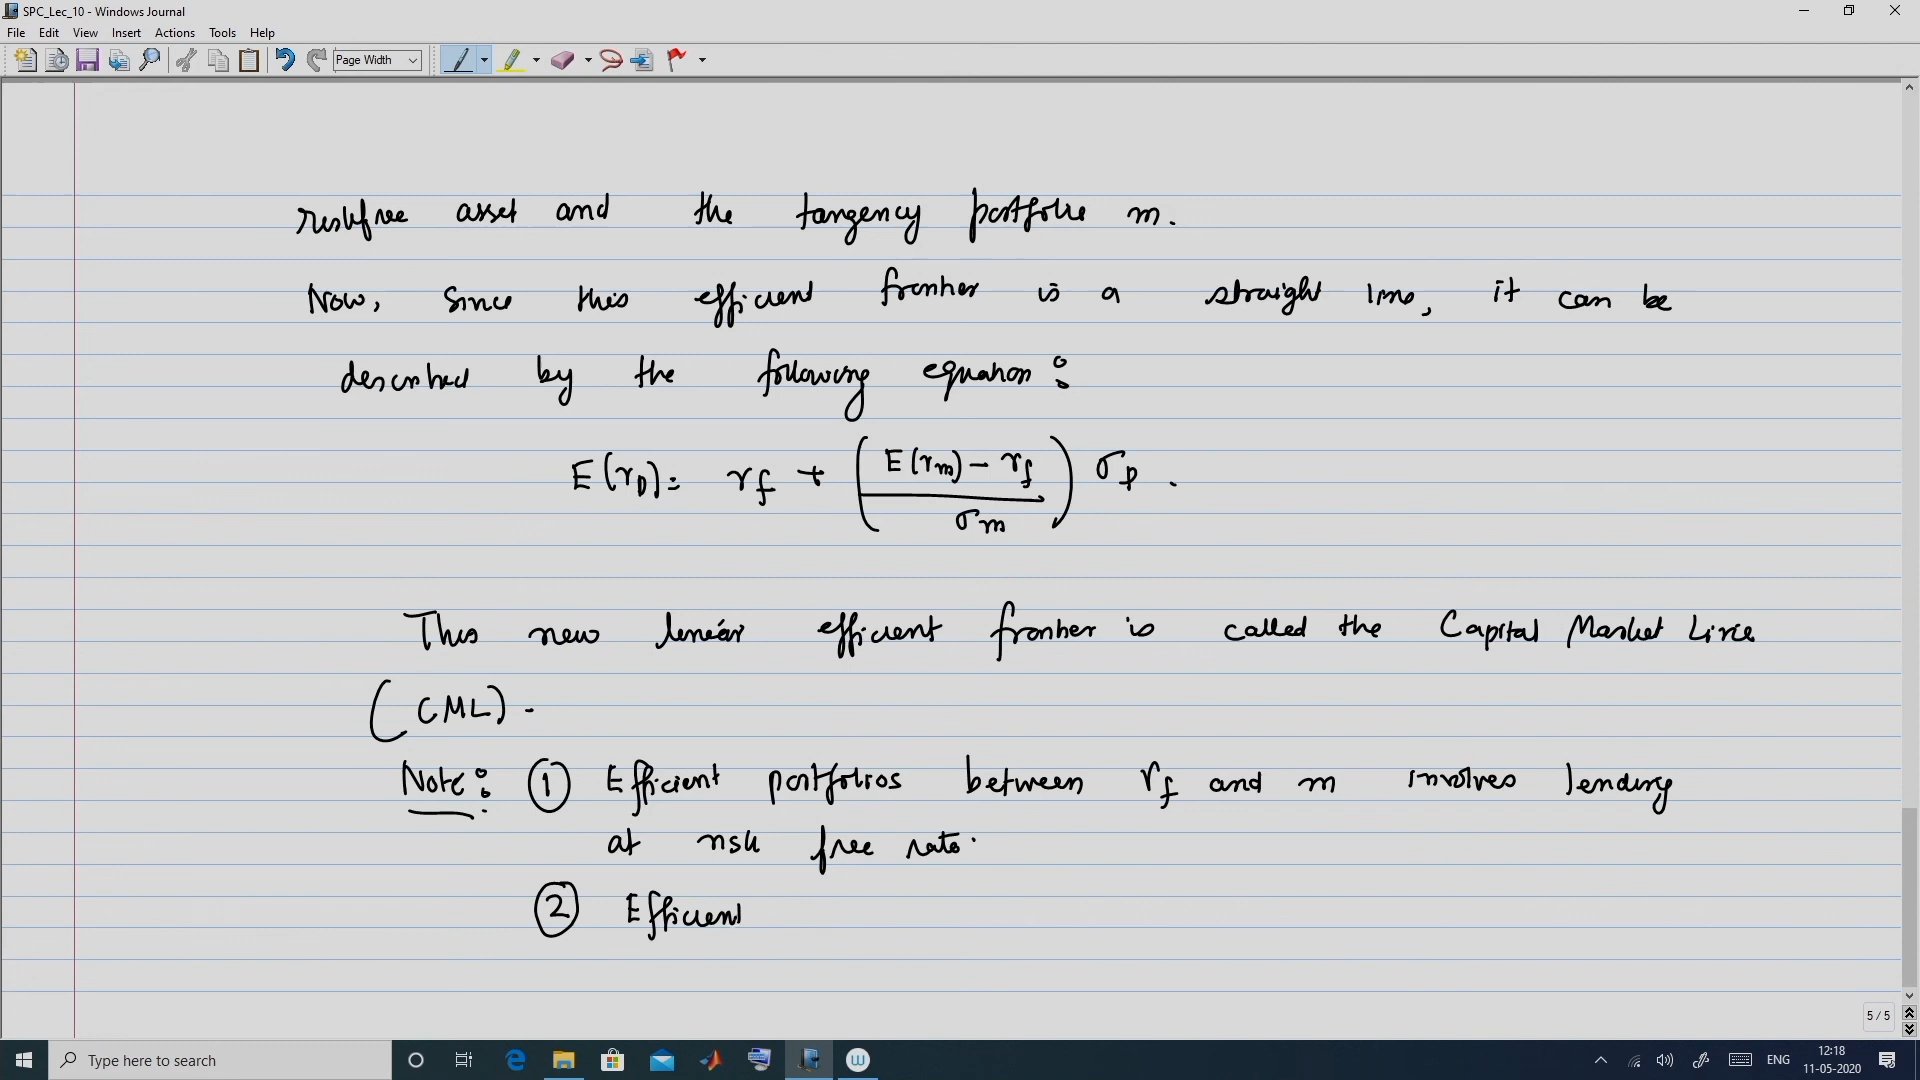 SPC_Lec_10 - Windows Journal
File Edit View Insert Actions Tools Help
Page Width
riskfree asset and the tangency portfolio m.
Now, since this efficient frontier is a straight line, it can be
described by the following equation:
E(rp) = rf + (E(rm) - rf / σm) σp .
This new linear efficient frontier is called the Capital Market Line
(CML).
Note: ① Efficient portfolios between rf and m involves lending
at risk free rate.
② Efficient
5 / 5
Type here to search
ENG
12:18
11-05-2020